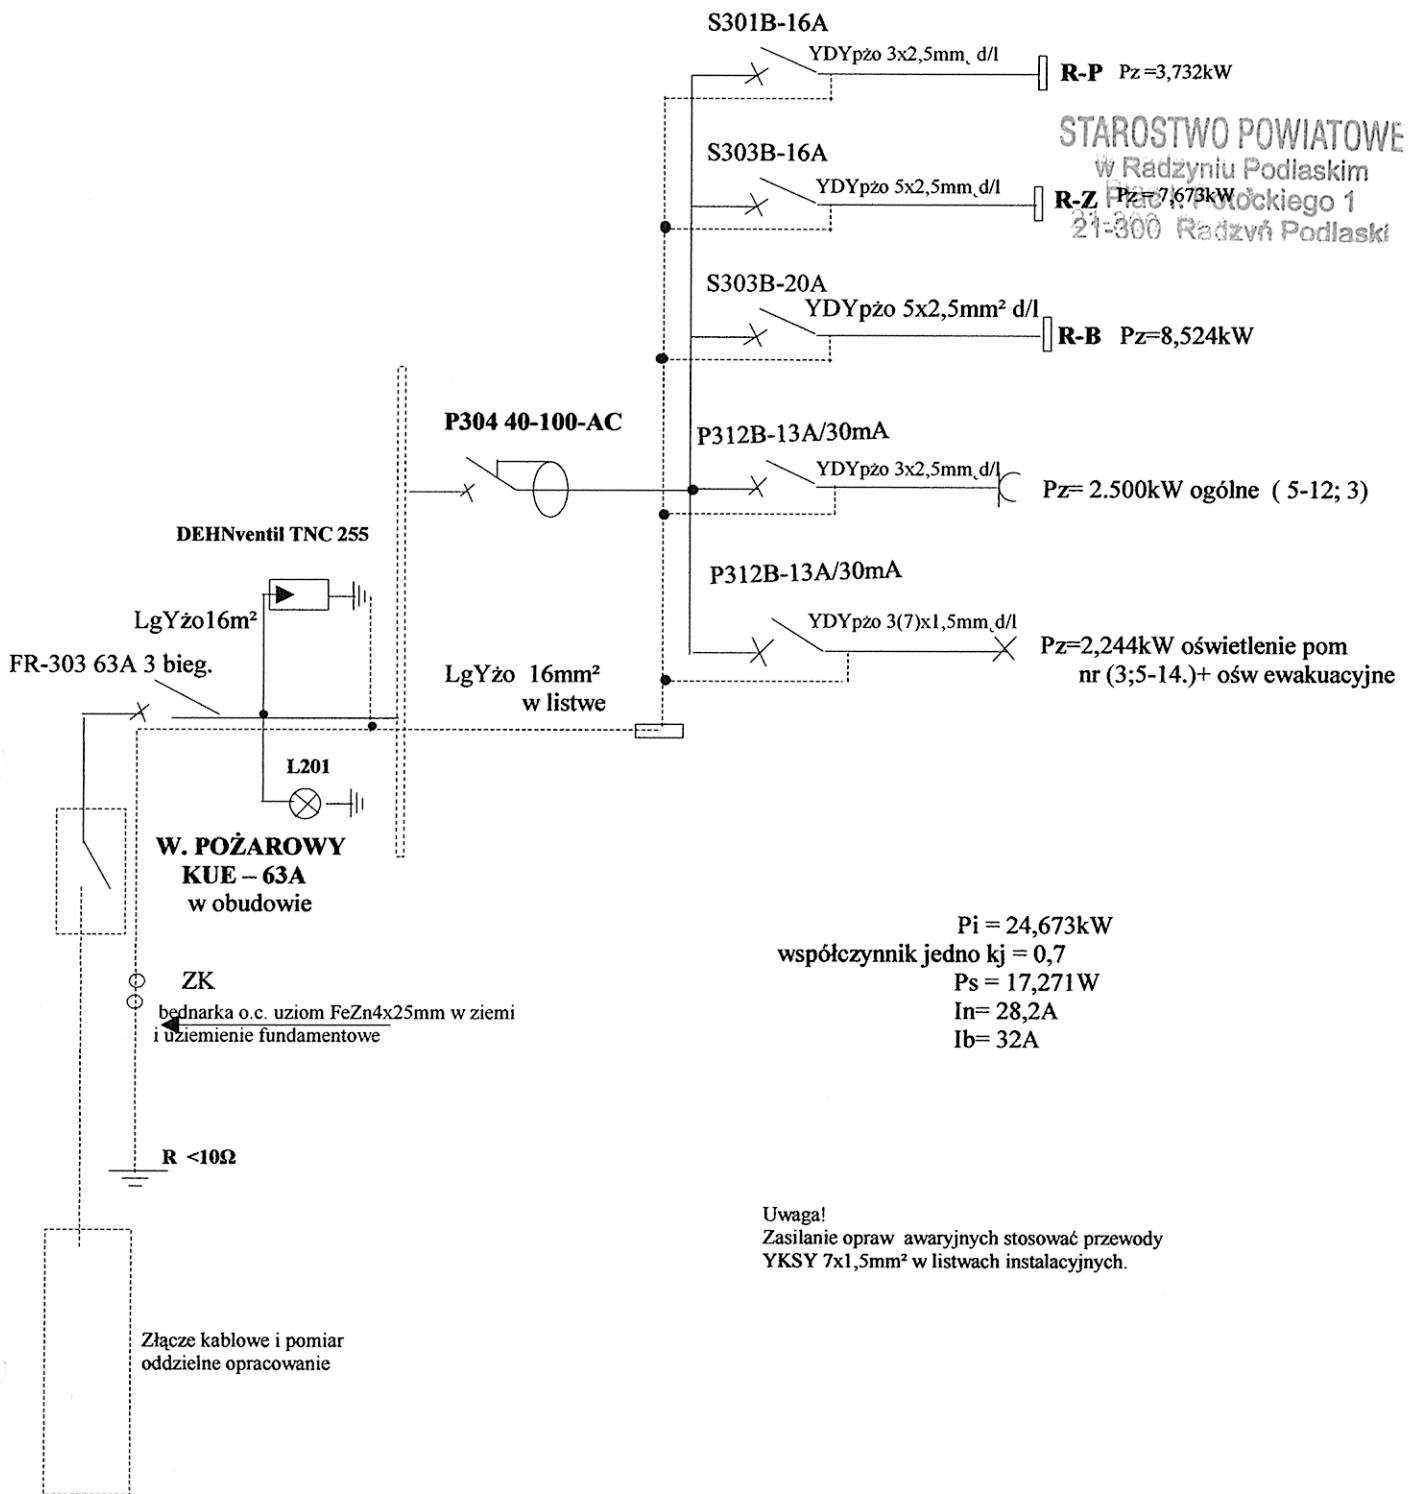 S301B-16A
YDYpżo 3x2,5mm, d/l
R-P Pz =3,732kW
STAROSTWO POWIATOWE
w Radzyniu Podlaskim
Plac I. Potockiego 1
21-300 Radzyń Podlaski
S303B-16A
YDYpżo 5x2,5mm, d/l
R-Z Pz = 7,673kW
S303B-20A
YDYpżo 5x2,5mm² d/l
R-B Pz=8,524kW
P304 40-100-AC
P312B-13A/30mA
YDYpżo 3x2,5mm, d/l
Pz= 2.500kW ogólne ( 5-12; 3)
DEHNventil TNC 255
P312B-13A/30mA
LgYżo16m²
YDYpżo 3(7)x1,5mm, d/l
Pz=2,244kW oświetlenie pom
nr (3;5-14.)+ ośw ewakuacyjne
FR-303 63A 3 bieg.
LgYżo 16mm²
w listwe
L201
W. POŻAROWY
KUE – 63A
w obudowie
Pi = 24,673kW
współczynnik jedno kj = 0,7
Ps = 17,271W
In= 28,2A
Ib= 32A
ZK
bednarka o.c. uziom FeZn4x25mm w ziemi
i uziemienie fundamentowe
R <10Ω
Uwaga!
Zasilanie opraw awaryjnych stosować przewody
YKSY 7x1,5mm² w listwach instalacyjnych.
Złącze kablowe i pomiar
oddzielne opracowanie